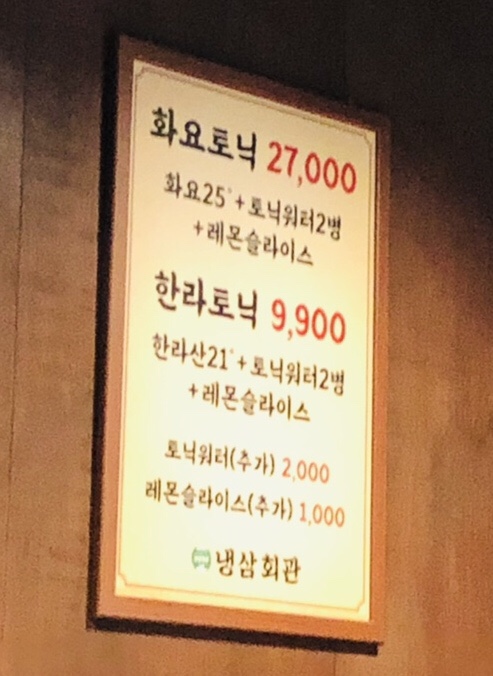 화요토닉 27,000
화요25°+토닉워터2병
+레몬슬라이스
한라토닉 9,900
한라산21°+토닉워터2병
+레몬슬라이스
토닉워터(추가) 2,000
레몬슬라이스(추가) 1,000
냉삼회관